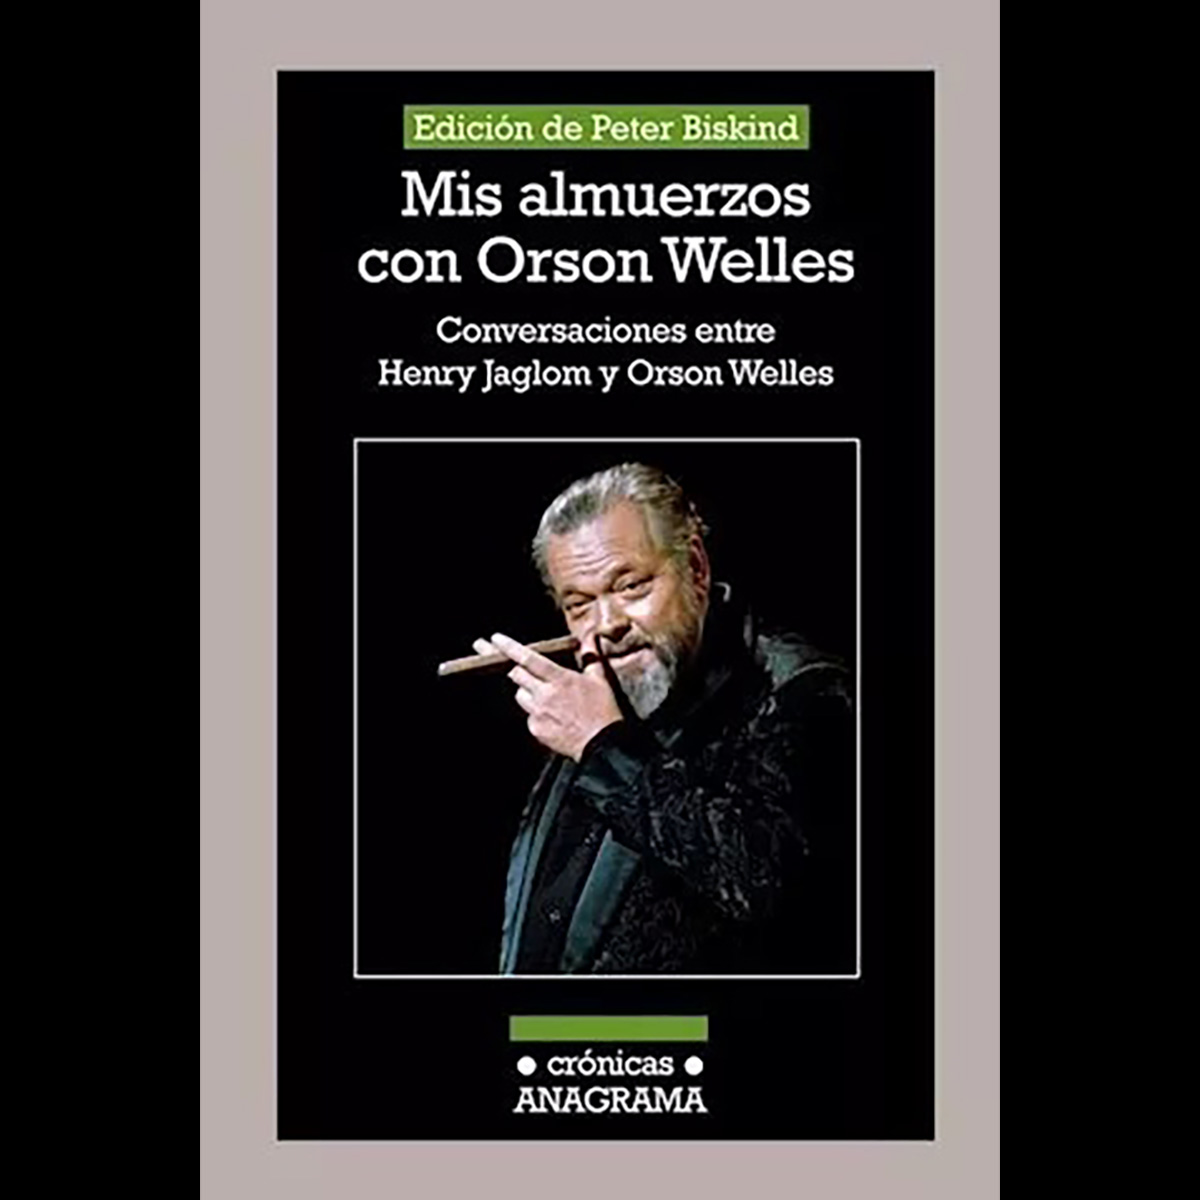 Edición de Peter Biskind
Mis almuerzos
con Orson Welles
Conversaciones entre
Henry Jaglom y Orson Welles
• crónicas •
ANAGRAMA